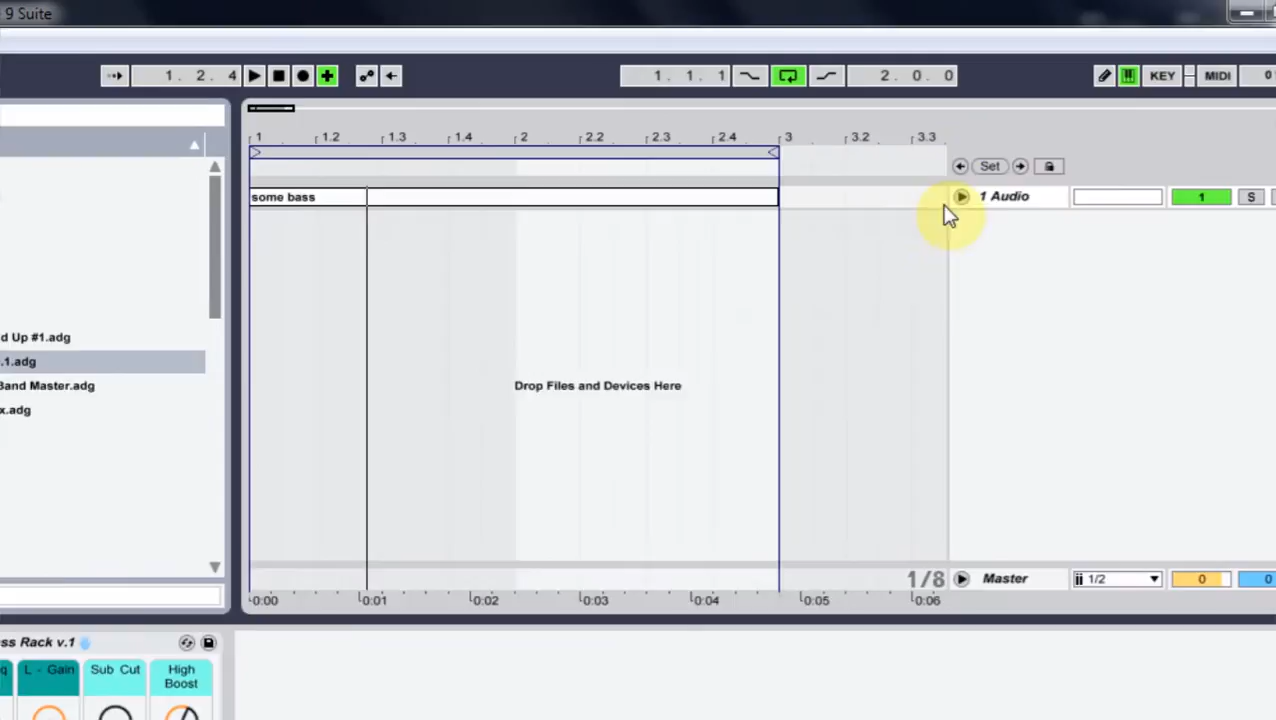 9 Suite
1. 2. 4
1. 1. 1
2. 0. 0
KEY
MIDI
1 1.2 1.3 1.4 2 2.2 2.3 2.4 3 3.2 3.3
Set
some bass
1 Audio
1
S
d Up #1.adg
.1.adg
Band Master.adg
x.adg
Drop Files and Devices Here
1/8
Master
1/2
0
0
0:00 0:01 0:02 0:03 0:04 0:05 0:06
ss Rack v.1
q
L - Gain
Sub Cut
High
Boost